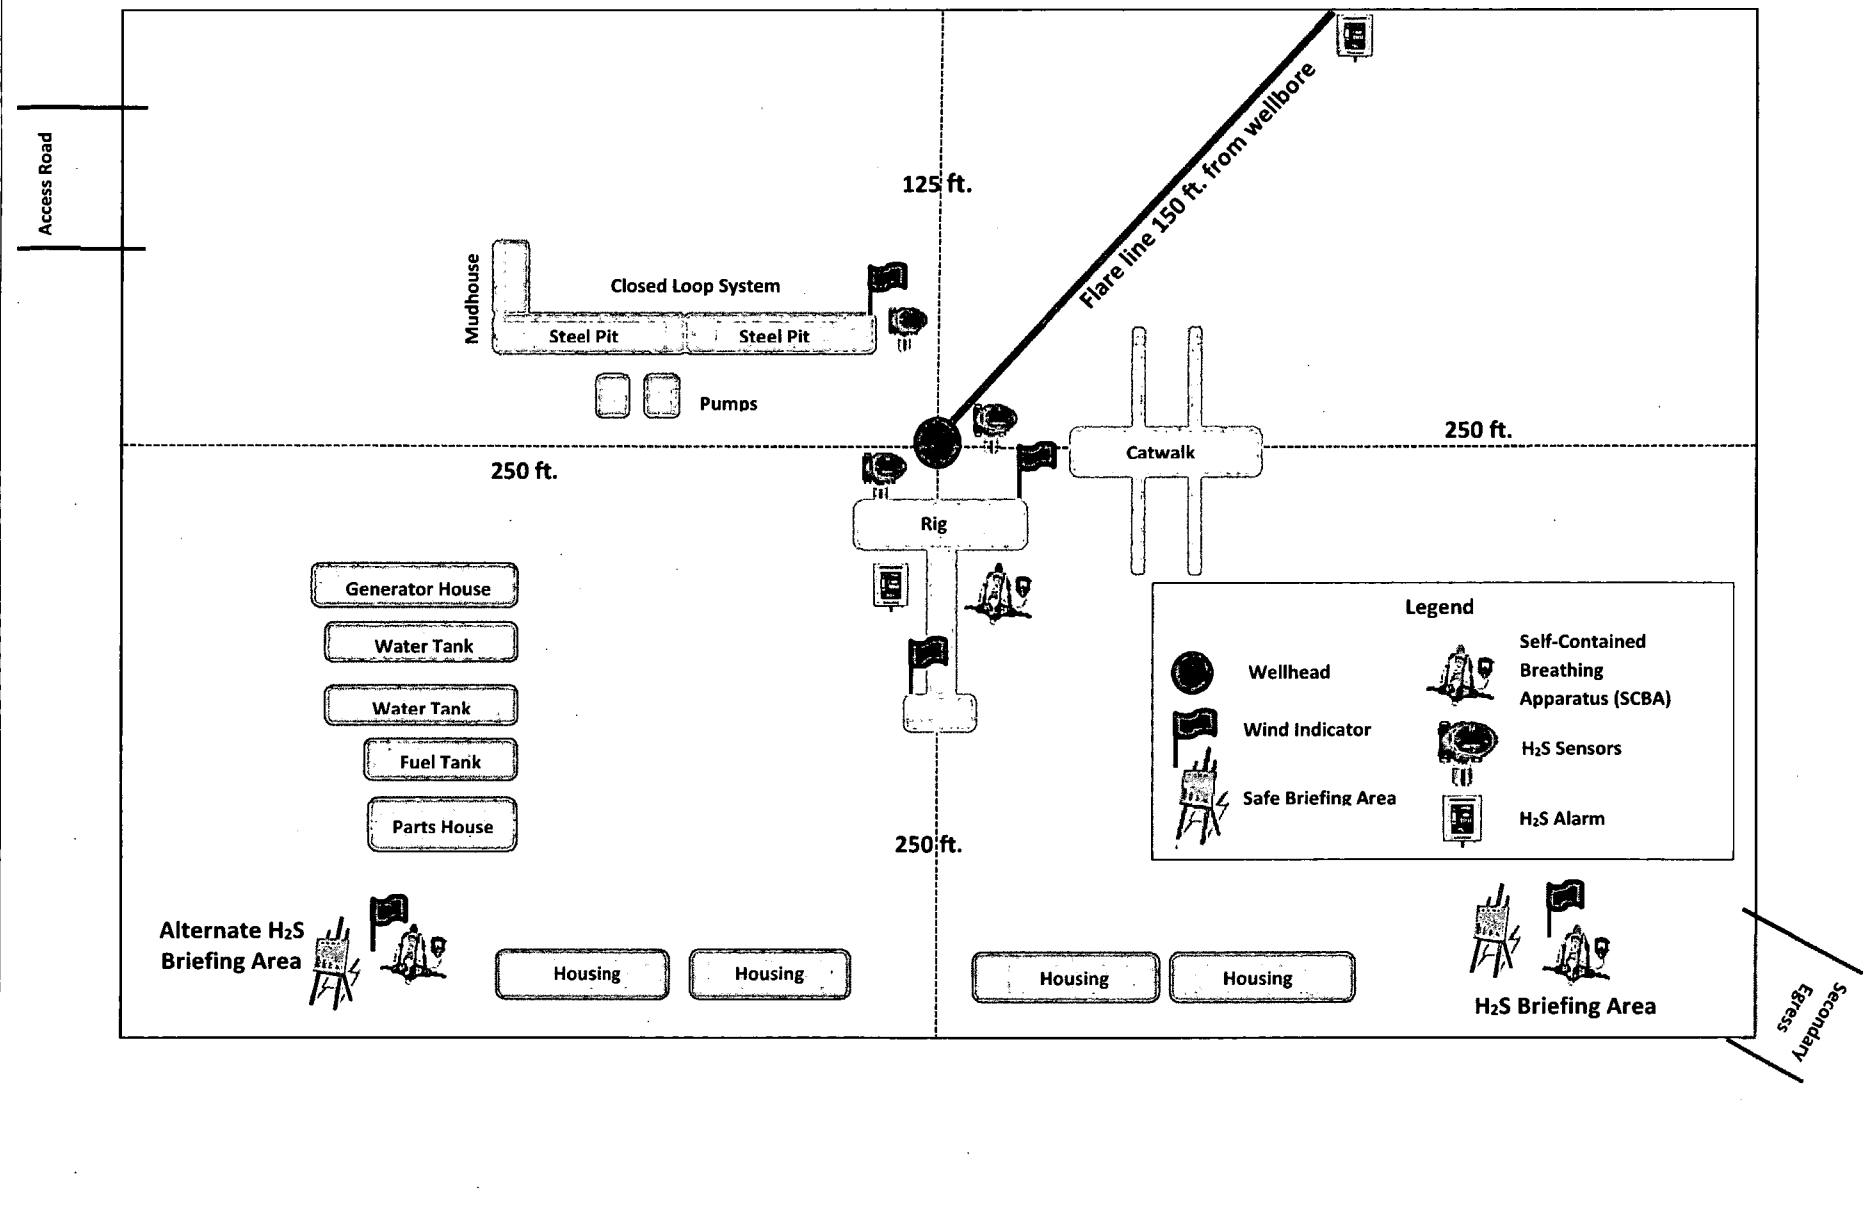 Access Road
125 ft.
Flare line 150 ft. from wellbore
Mudhouse
Closed Loop System
Steel Pit
Steel Pit
Pumps
250 ft.
250 ft.
Catwalk
Rig
Generator House
Water Tank
Water Tank
Fuel Tank
Parts House
250 ft.
Legend
Wellhead
Wind Indicator
Safe Briefing Area
Self-Contained
Breathing
Apparatus (SCBA)
H₂S Sensors
H₂S Alarm
Alternate H₂S
Briefing Area
Housing
Housing
Housing
Housing
H₂S Briefing Area
Secondary
Egress